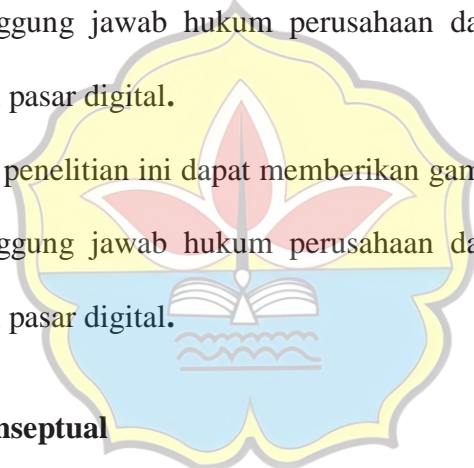 ggung jawab hukum perusahaan da
pasar digital.
penelitian ini dapat memberikan gam
ggung jawab hukum perusahaan da
pasar digital.
nseptual